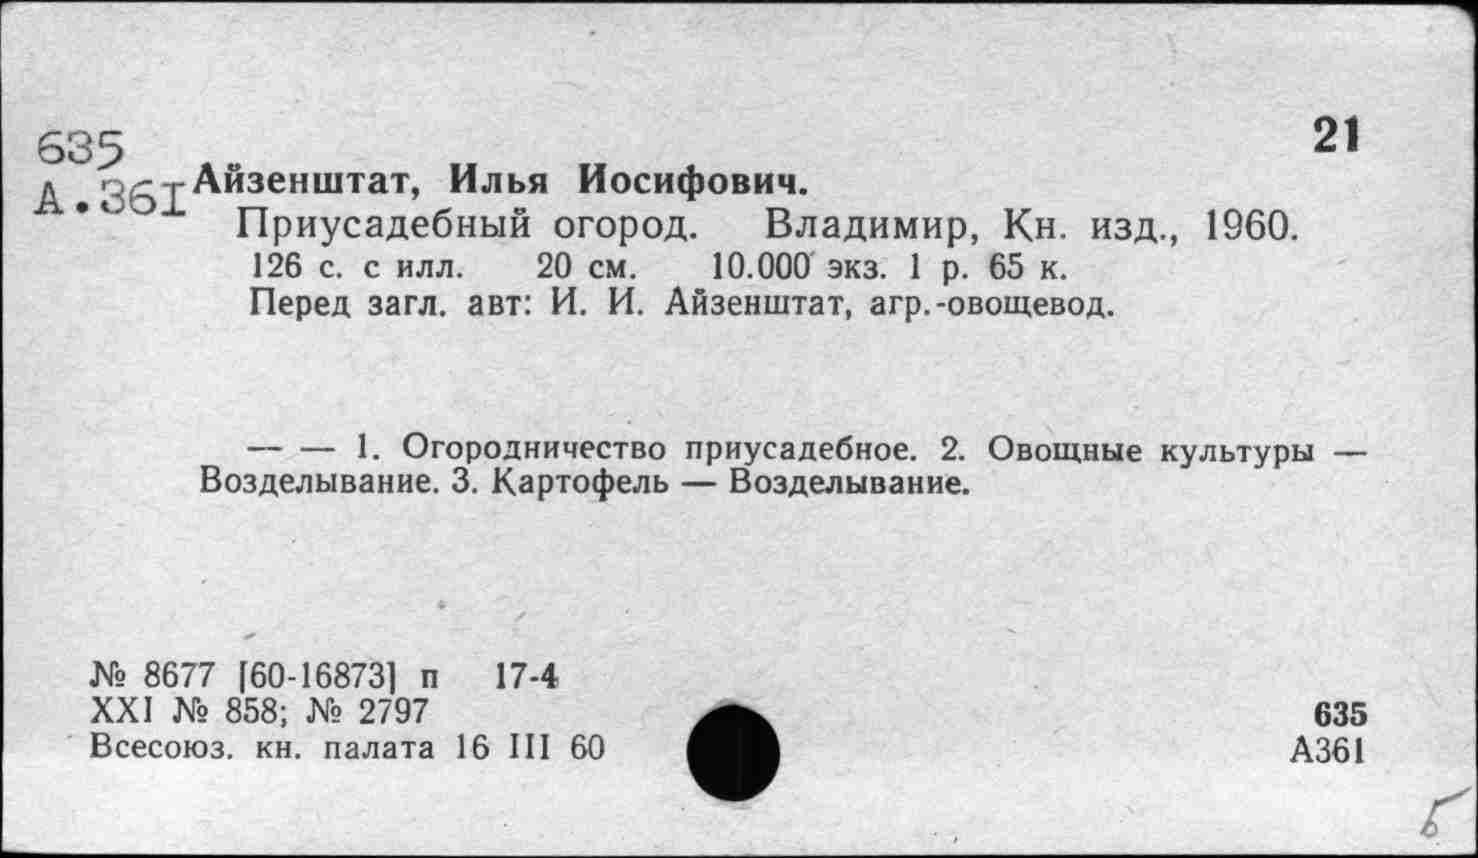 21
635
А.36I
Айзенштат, Илья Иосифович.
Приусадебный огород. Владимир, Кн. изд., 1960.
126 с. с илл. 20 см. 10.000 экз. 1 р. 65 к.
Перед загл. авт: И. И. Айзенштат, агр.-овощевод.
— — 1. Огородничество приусадебное. 2. Овощные культуры —
Возделывание. 3. Картофель — Возделывание.
№ 8677 [60-16873] п 17-4
XXI № 858; № 2797
Всесоюз. кн. палата 16 III 60
635
А361
Б